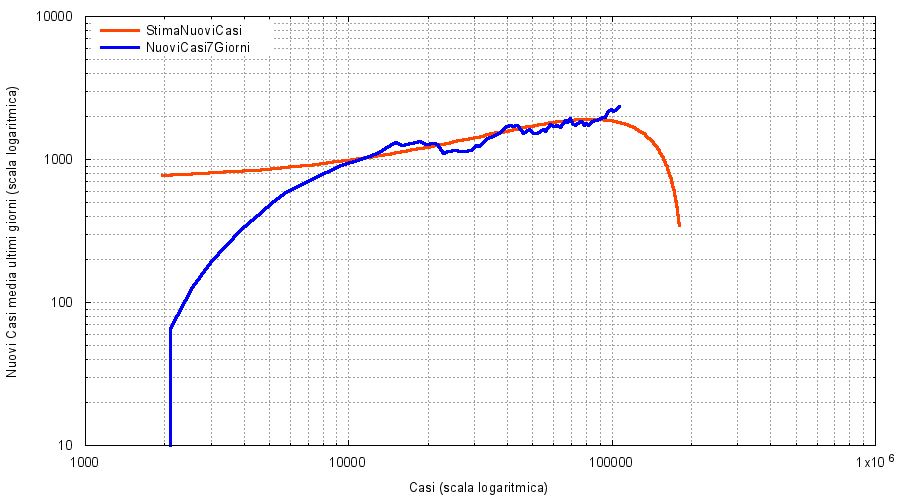 10000
StimaNuoviCasi
NuoviCasi7Giorni
1000
100
10
Nuovi Casi media ultimi giorni (scala logaritmica)
1000 10000 100000 1x10 6
Casi (scala logaritmica)